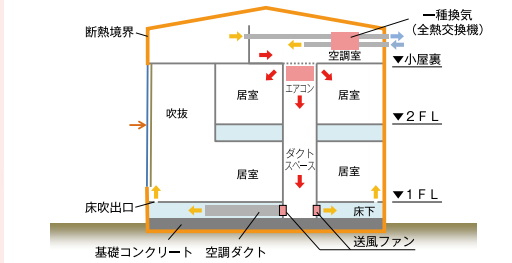 一種換気
(全熱交換機)
断熱境界
空調室
▼小屋裏
エアコン
居室
居室
吹抜
▼2FL
ダクト
スペース
居室
居室
▼1FL
床吹出口
床下
送風ファン
基礎コンクリート
空調ダクト